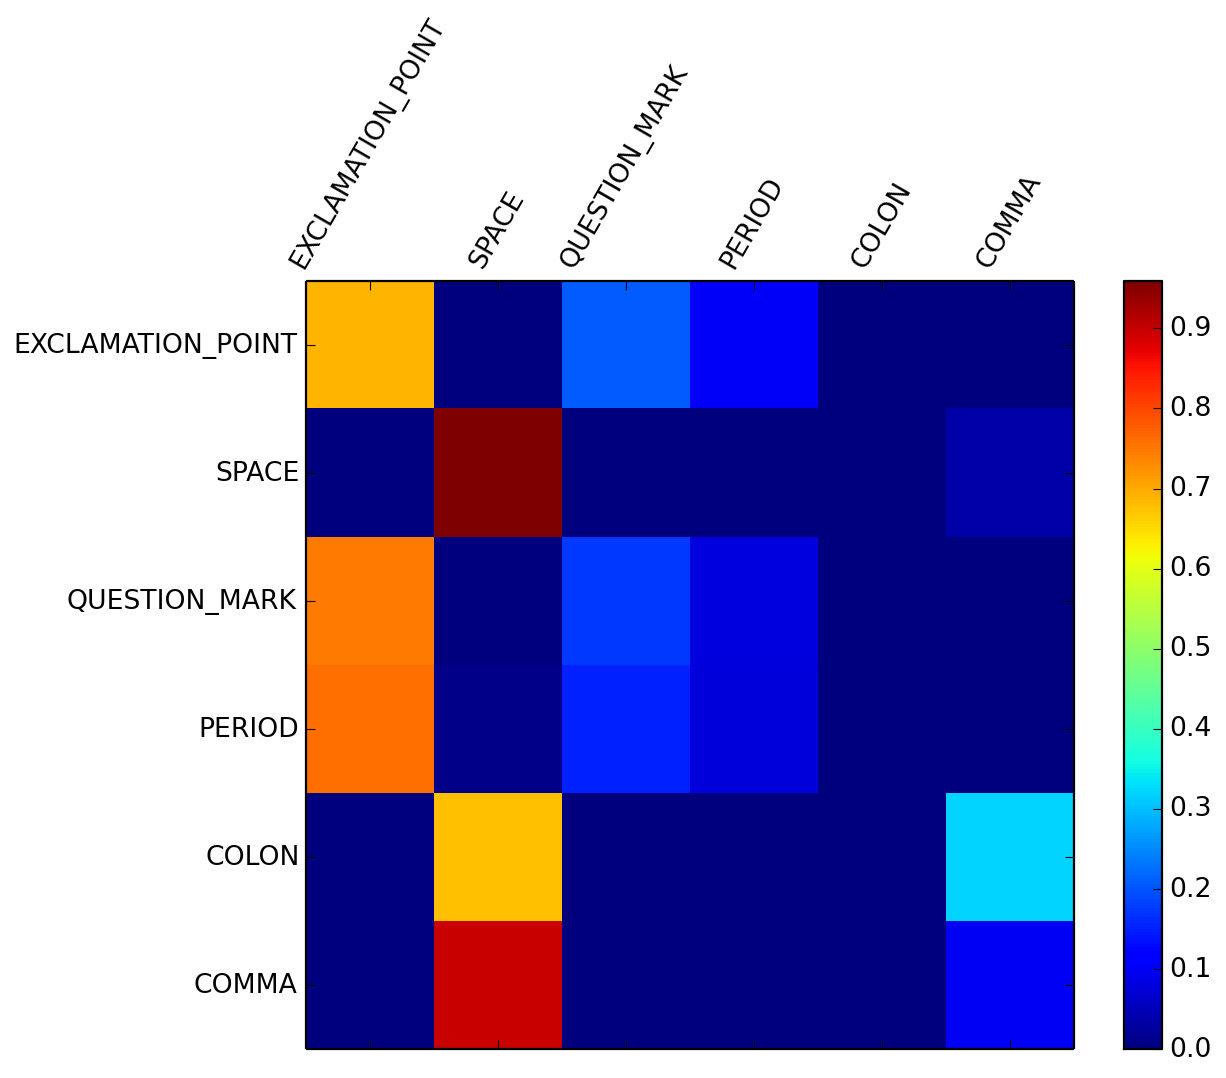 EXCLAMATION_POINT
SPACE
QUESTION_MARK
PERIOD
COLON
COMMA
EXCLAMATION_POINT
SPACE
QUESTION_MARK
PERIOD
COLON
COMMA
0.9
0.8
0.7
0.6
0.5
0.4
0.3
0.2
0.1
0.0